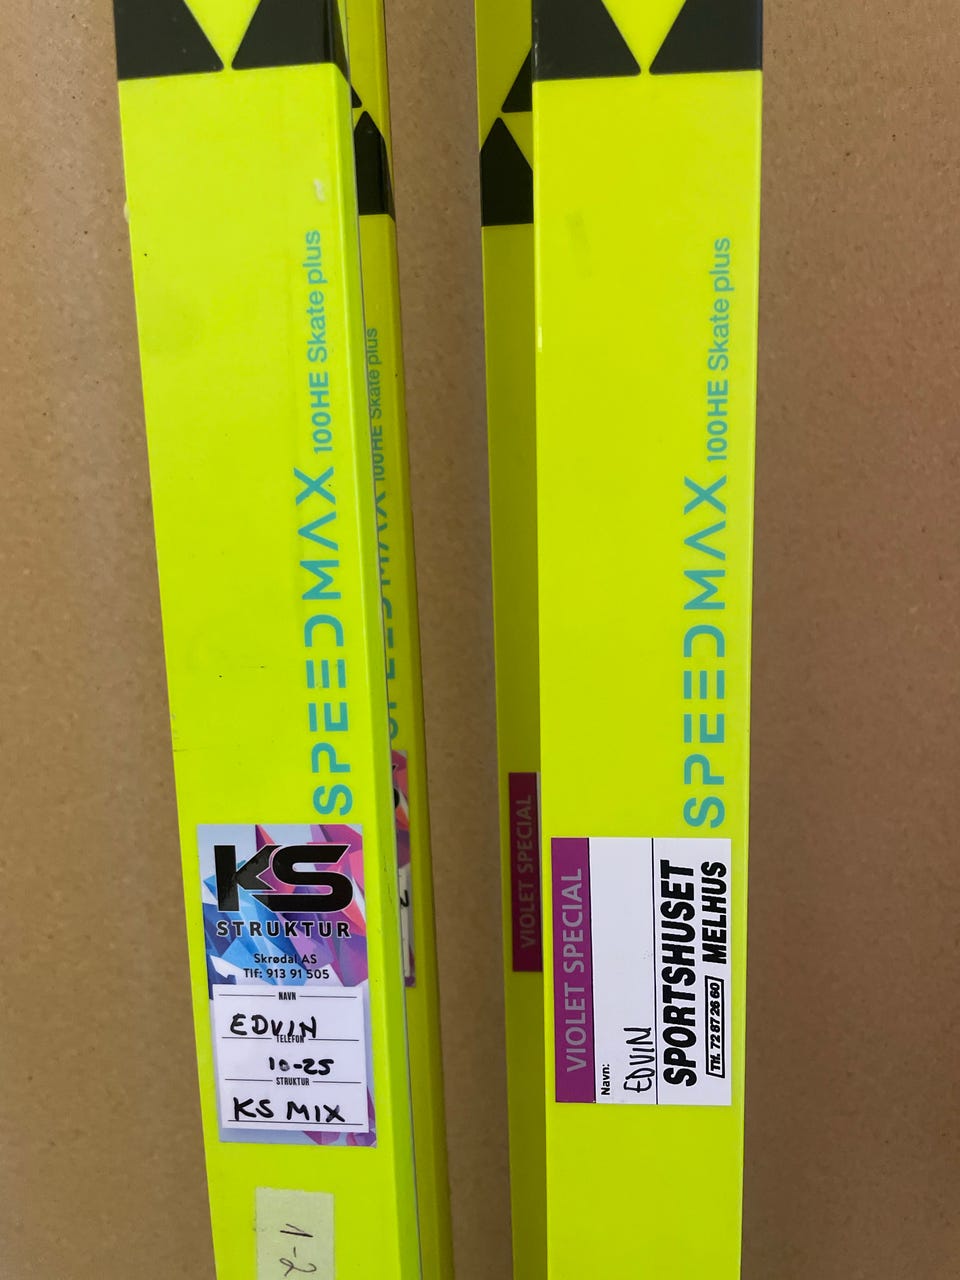 SPEEDMAX 100HE Skate plus
KS
STRUKTUR
Skrødal AS
Tlf: 913 91 505
NAVN
EDVIN
TELEFON
10-25
STRUKTUR
KS MIX
1-2
SPEEDMAX 100HE Skate plus
VIOLET SPECIAL
SPEEDMAX 100HE Skate plus
VIOLET SPECIAL
Navn:
EDVIN
SPORTSHUSET
MELHUS
Tlf. 72 87 26 60